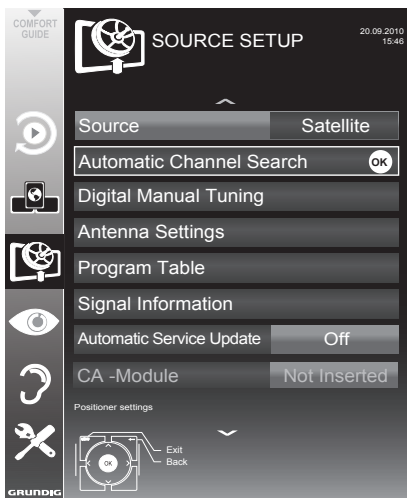 COMFORT
GUIDE
SOURCE SETUP
20.09.2010
15:46
Source Satellite
Automatic Channel Search OK
Digital Manual Tuning
Antenna Settings
Program Table
Signal Information
Automatic Service Update Off
CA -Module Not Inserted
Positioner settings
Exit
OK Back
GRUNDIG